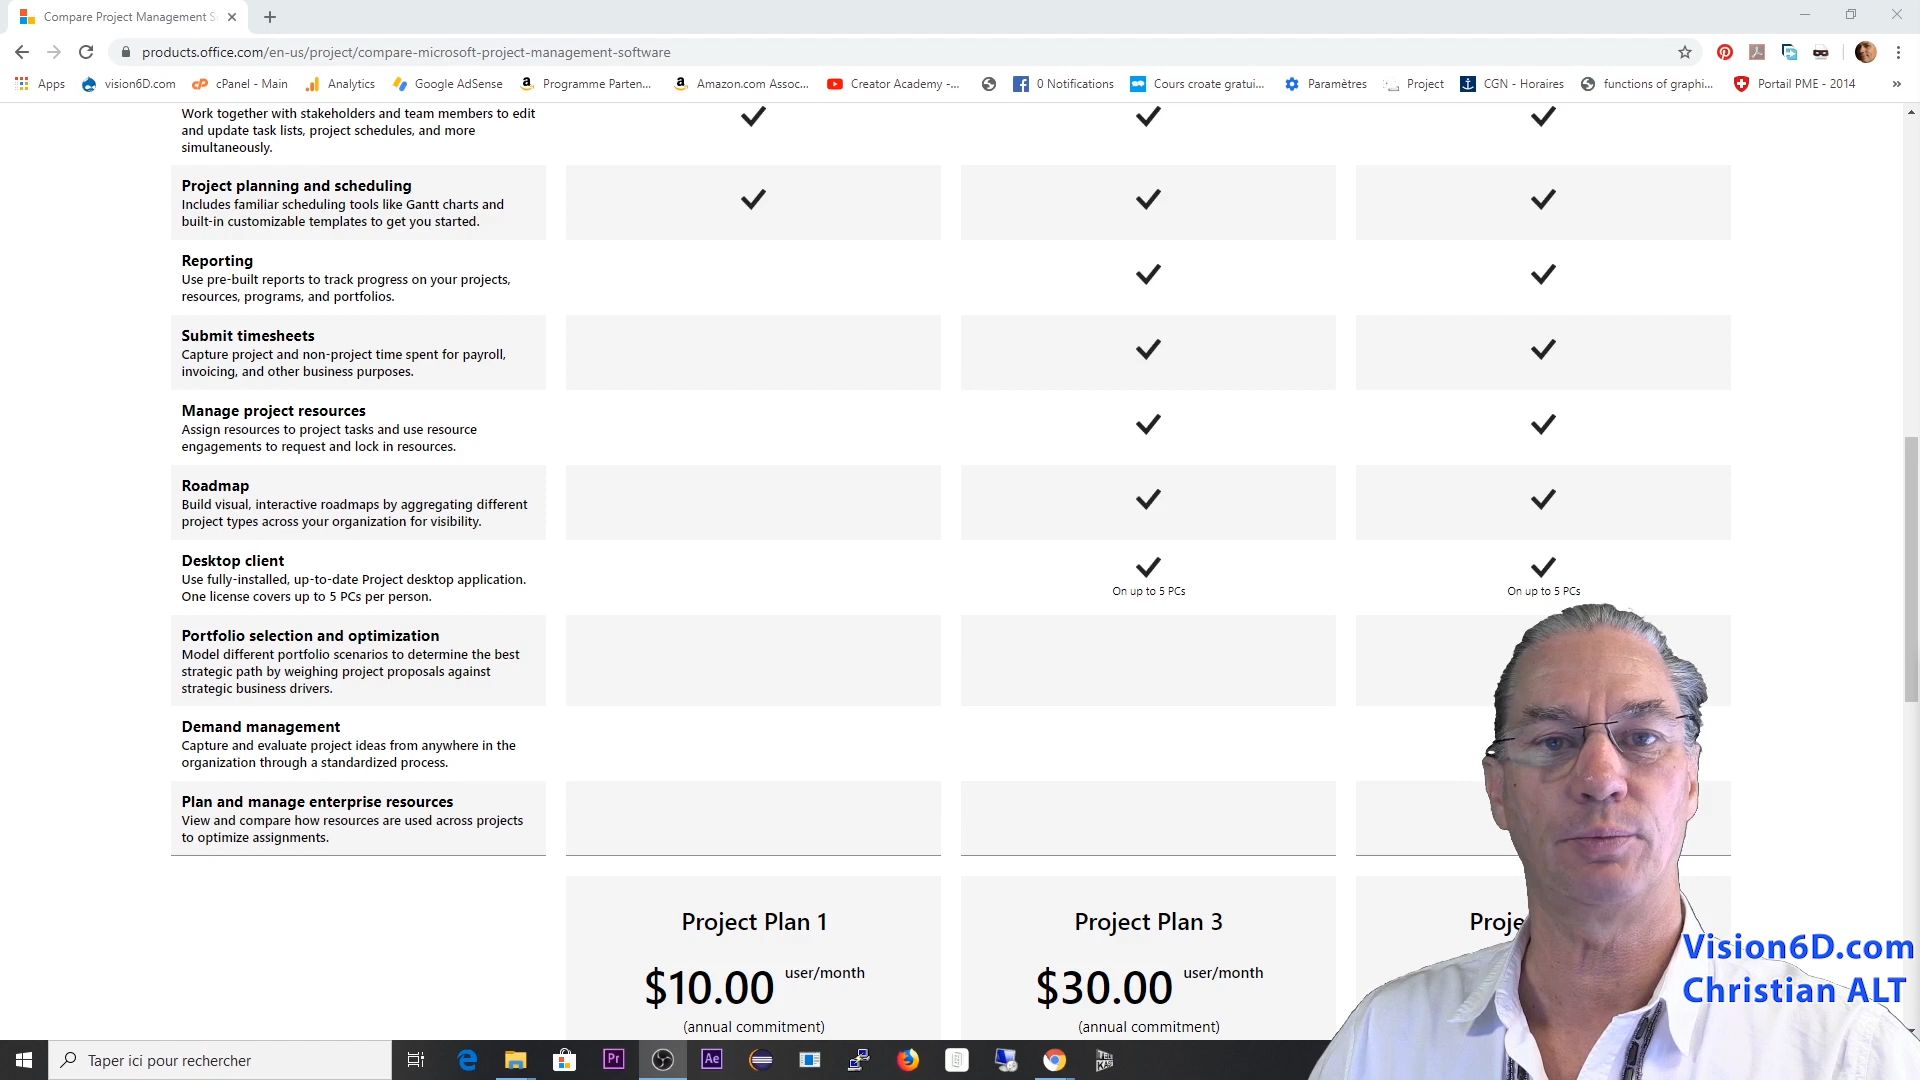 Compare Project Management S
products.office.com/en-us/project/compare-microsoft-project-management-software
Apps
vision6D.com
cPanel - Main
Analytics
Google AdSense
Programme Parten...
Amazon.com Assoc...
Creator Academy -...
0 Notifications
Cours create gratui...
Paramètres
Project
CGN - Horaires
functions of graphi...
Portail PME - 2014
»
Work together with stakeholders and team members to edit
and update task lists, project schedules, and more
simultaneously.
Project planning and scheduling
Includes familiar scheduling tools like Gantt charts and
built-in customizable templates to get you started.
Reporting
Use pre-built reports to track progress on your projects,
resources, programs, and portfolios.
Submit timesheets
Capture project and non-project time spent for payroll,
invoicing, and other business purposes.
Manage project resources
Assign resources to project tasks and use resource
engagements to request and lock in resources.
Roadmap
Build visual, interactive roadmaps by aggregating different
project types across your organization for visibility.
Desktop client
Use fully-installed, up-to-date Project desktop application.
One license covers up to 5 PCs per person.
On up to 5 PCs
On up to 5 PCs
Portfolio selection and optimization
Model different portfolio scenarios to determine the best
strategic path by weighing project proposals against
strategic business drivers.
Demand management
Capture and evaluate project ideas from anywhere in the
organization through a standardized process.
Plan and manage enterprise resources
View and compare how resources are used across projects
to optimize assignments.
Project Plan 1
$10.00 user/month
(annual commitment)
Project Plan 3
$30.00 user/month
(annual commitment)
Proje
Vision6D.com
Christian ALT
Taper ici pour rechercher
Pr
Ae